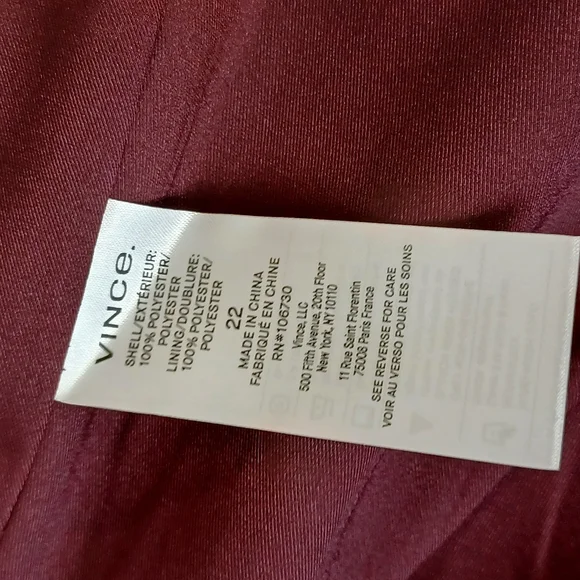 VINCE.
SHELL/EXTÉRIEUR:
100% POLYESTER/
POLYESTER
LINING/DOUBLURE:
100% POLYESTER/
POLYESTER
22
MADE IN CHINA
FABRIQUÉ EN CHINE
RN#106730
Vince, LLC
500 Fifth Avenue, 20th Floor
New York, NY 10110
11 Rue Saint Florentin
75008 Paris France
SEE REVERSE FOR CARE
VOIR AU VERSO POUR LES SOINS